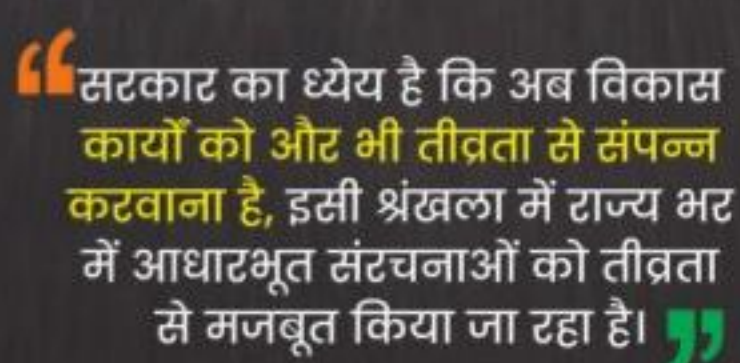 “सरकार का ध्येय है कि अब विकास
कार्यों को और भी तीव्रता से संपन्न
करवाना है, इसी श्रंखला में राज्य भर
में आधारभूत संरचनाओं को तीव्रता
से मजबूत किया जा रहा है।”